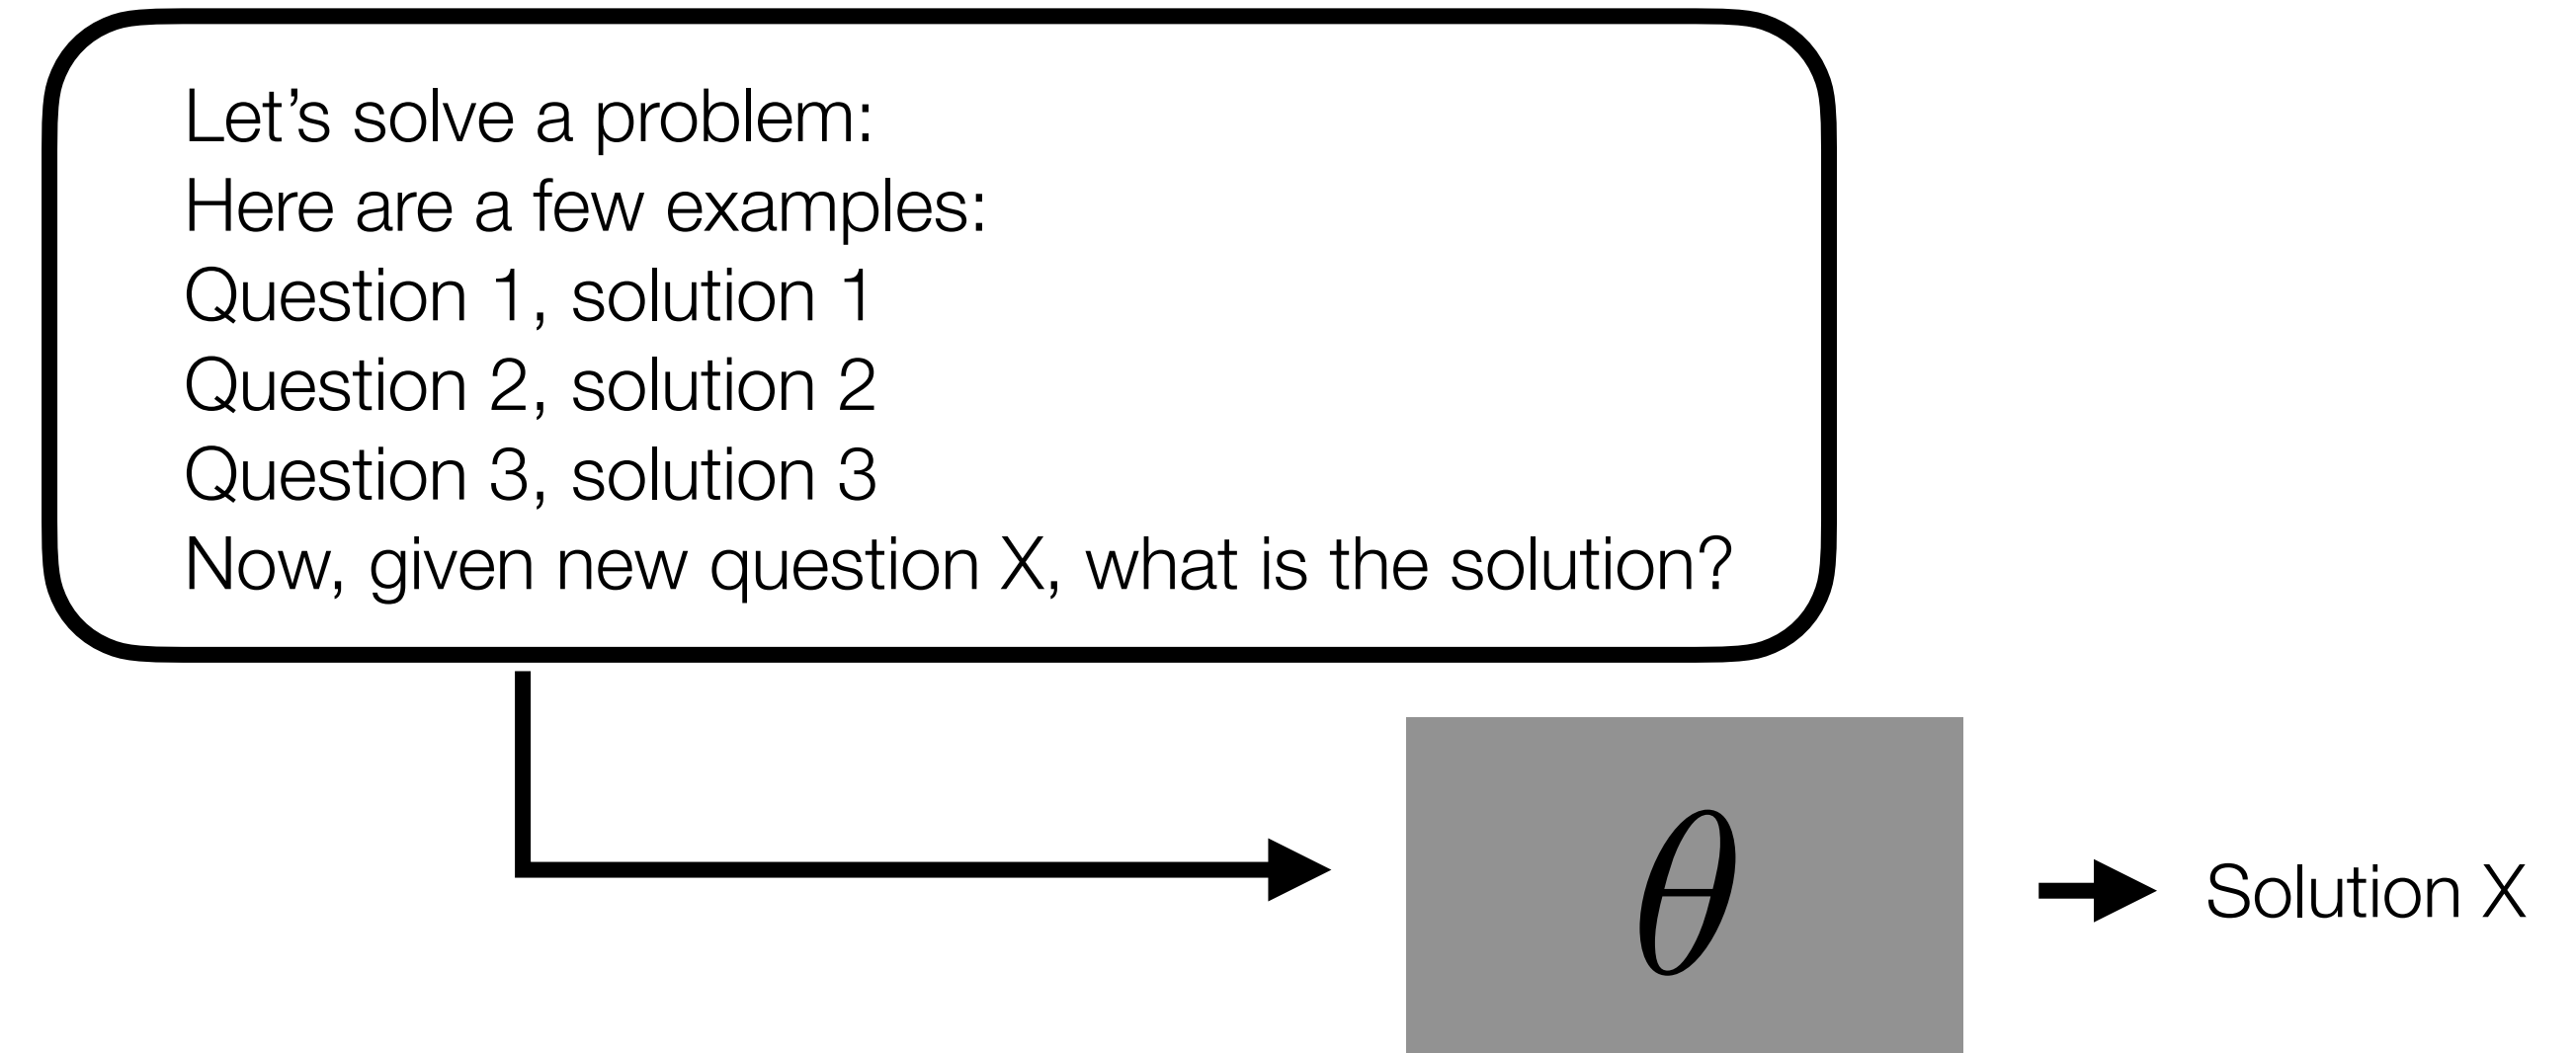 Let’s solve a problem:
Here are a few examples:
Question 1, solution 1
Question 2, solution 2
Question 3, solution 3
Now, given new question X, what is the solution?
θ
Solution X